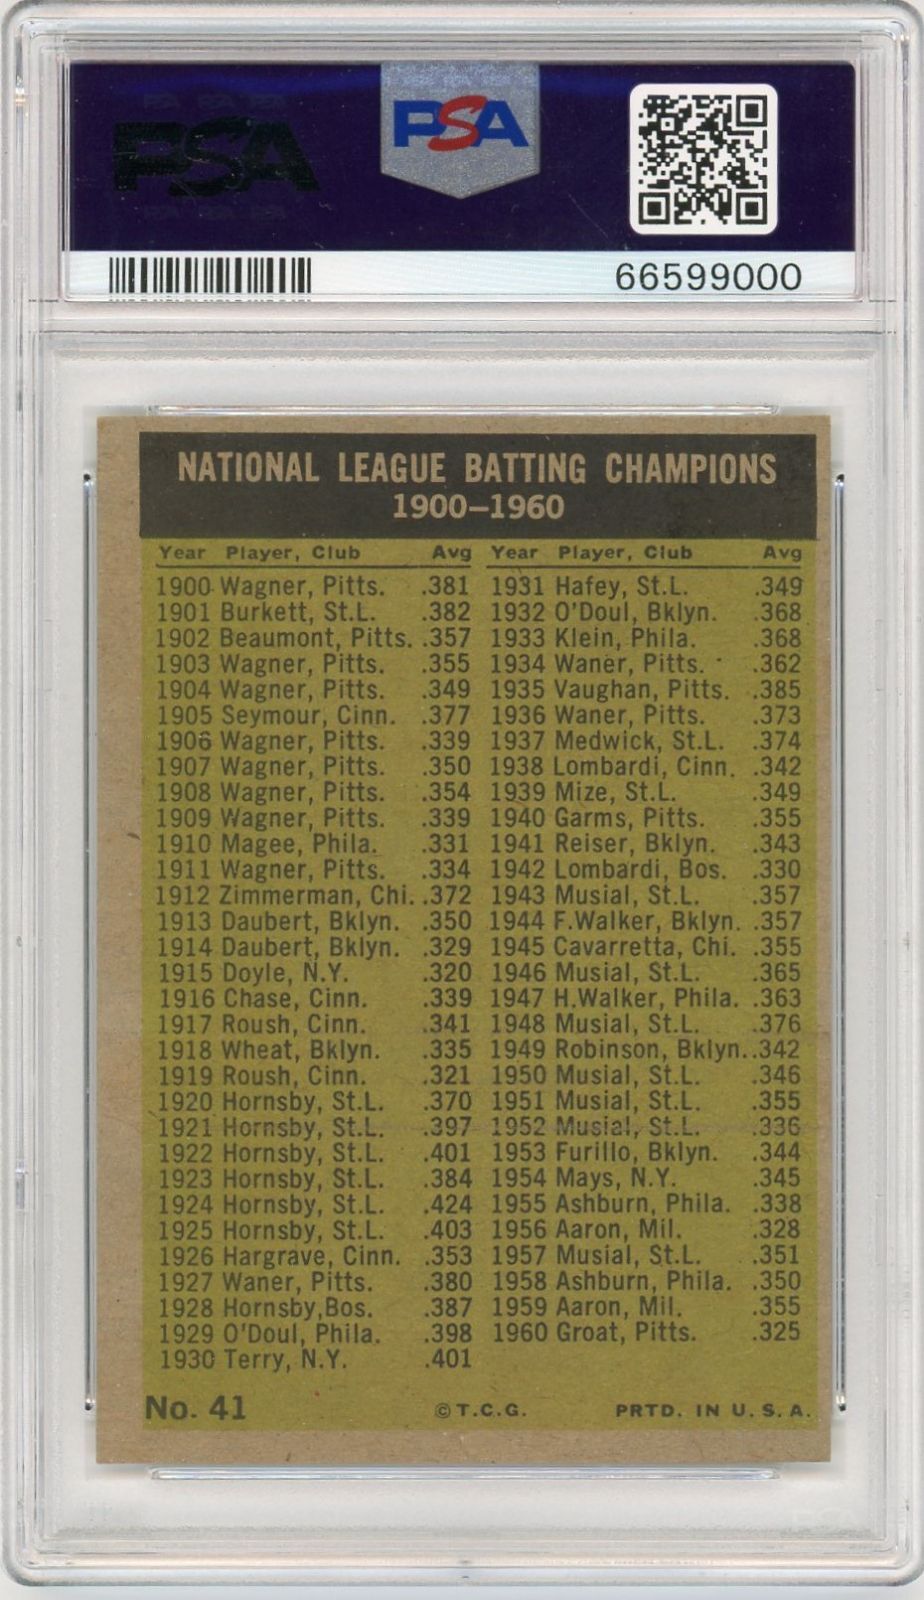 PSA PSA PSA
PSA
PSA
PSA PSA PSA
66599000
NATIONAL LEAGUE BATTING CHAMPIONS
1900–1960
Year Player, Club Avg
1900 Wagner, Pitts. .381
1901 Burkett, St.L. .382
1902 Beaumont, Pitts. .357
1903 Wagner, Pitts. .355
1904 Wagner, Pitts. .349
1905 Seymour, Cinn. .377
1906 Wagner, Pitts. .339
1907 Wagner, Pitts. .350
1908 Wagner, Pitts. .354
1909 Wagner, Pitts. .339
1910 Magee, Phila. .331
1911 Wagner, Pitts. .334
1912 Zimmerman, Chi. .372
1913 Daubert, Bklyn. .350
1914 Daubert, Bklyn. .329
1915 Doyle, N.Y. .320
1916 Chase, Cinn. .339
1917 Roush, Cinn. .341
1918 Wheat, Bklyn. .335
1919 Roush, Cinn. .321
1920 Hornsby, St.L. .370
1921 Hornsby, St.L. .397
1922 Hornsby, St.L. .401
1923 Hornsby, St.L. .384
1924 Hornsby, St.L. .424
1925 Hornsby, St.L. .403
1926 Hargrave, Cinn. .353
1927 Waner, Pitts. .380
1928 Hornsby,Bos. .387
1929 O'Doul, Phila. .398
1930 Terry, N.Y. .401
Year Player, Club Avg
1931 Hafey, St.L. .349
1932 O'Doul, Bklyn. .368
1933 Klein, Phila. .368
1934 Waner, Pitts. .362
1935 Vaughan, Pitts. .385
1936 Waner, Pitts. .373
1937 Medwick, St.L. .374
1938 Lombardi, Cinn. .342
1939 Mize, St.L. .349
1940 Garms, Pitts. .355
1941 Reiser, Bklyn. .343
1942 Lombardi, Bos. .330
1943 Musial, St.L. .357
1944 F.Walker, Bklyn. .357
1945 Cavarretta, Chi. .355
1946 Musial, St.L. .365
1947 H.Walker, Phila. .363
1948 Musial, St.L. .376
1949 Robinson, Bklyn. .342
1950 Musial, St.L. .346
1951 Musial, St.L. .355
1952 Musial, St.L. .336
1953 Furillo, Bklyn. .344
1954 Mays, N.Y. .345
1955 Ashburn, Phila. .338
1956 Aaron, Mil. .328
1957 Musial, St.L. .351
1958 Ashburn, Phila. .350
1959 Aaron, Mil. .355
1960 Groat, Pitts. .325
No. 41 © T.C.G. PRTD. IN U.S.A.
PSA